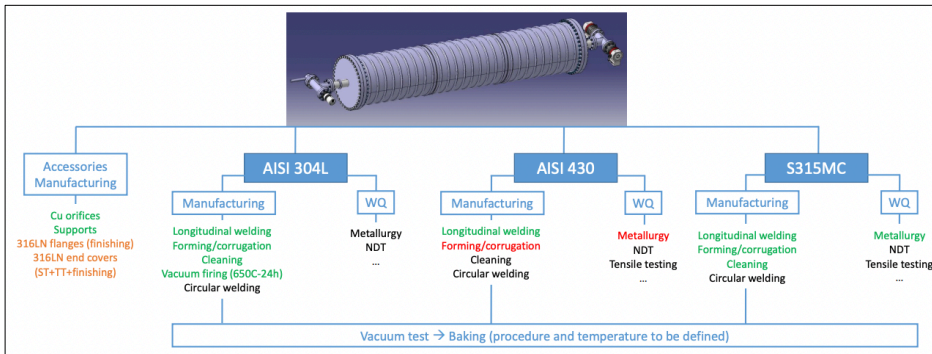 Accessories
Manufacturing
Cu orifices
Supports
316LN flanges (finishing)
316LN end covers
(ST+TT+finishing)
AISI 304L
Manufacturing
Longitudinal welding
Forming/corrugation
Cleaning
Vacuum firing (650C-24h)
Circular welding
WQ
Metallurgy
NDT
...
AISI 430
Manufacturing
Longitudinal welding
Forming/corrugation
Cleaning
Circular welding
WQ
Metallurgy
NDT
Tensile testing
...
S315MC
Manufacturing
Longitudinal welding
Forming/corrugation
Cleaning
Circular welding
WQ
Metallurgy
NDT
Tensile testing
...
Vacuum test → Baking (procedure and temperature to be defined)